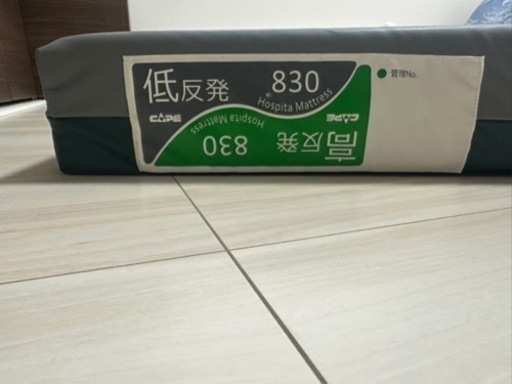 低反発 830
Hospita Mattress
CAPE
管理No.
高反発 830
Hospita Mattress
CAPE